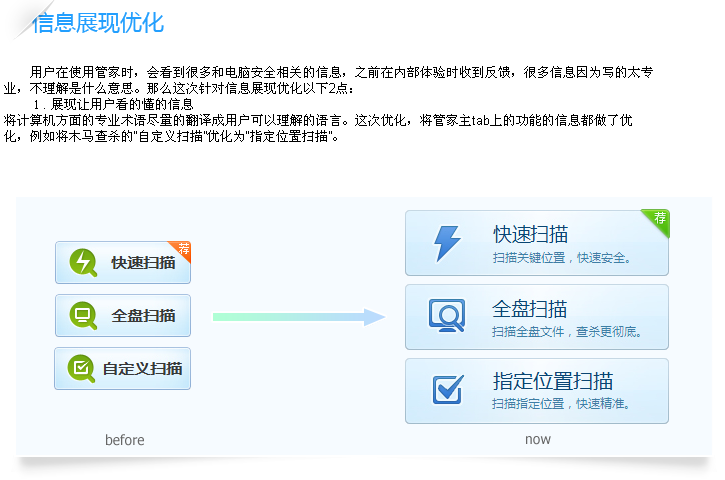 信息展现优化
用户在使用管家时，会看到很多和电脑安全相关的信息，之前在内部体验时收到反馈，很多信息因为写的太专
业，不理解是什么意思。那么这次针对信息展现优化以下2点：
1．展现让用户看的懂的信息
将计算机方面的专业术语尽量的翻译成用户可以理解的语言。这次优化，将管家主tab上的功能的信息都做了优
化，例如将木马查杀的"自定义扫描"优化为"指定位置扫描"。
快速扫描
荐
全盘扫描
自定义扫描
before
荐
快速扫描
扫描关键位置，快速安全。
全盘扫描
扫描全盘文件，查杀更彻底。
指定位置扫描
扫描指定位置，快速精准。
now